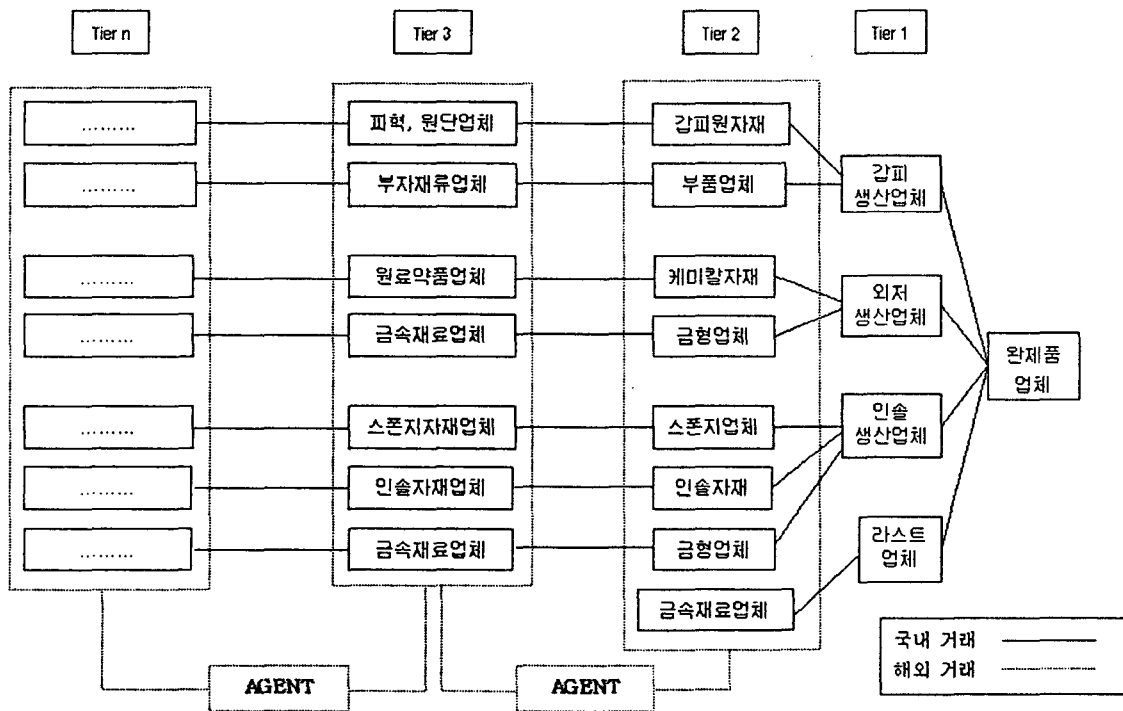 Tier n
Tier 3
Tier 2
Tier 1
.........
피혁, 원단업체
갑피원자재
.........
부자재류업체
부품업체
갑피
생산업체
.........
원료약품업체
케미칼자재
.........
금속재료업체
금형업체
외저
생산업체
.........
스폰지자재업체
스폰지업체
.........
인솔자재업체
인솔자재
.........
금속재료업체
금형업체
인솔
생산업체
금속재료업체
라스트
업체
완제품
업체
AGENT
AGENT
국내 거래
해외 거래